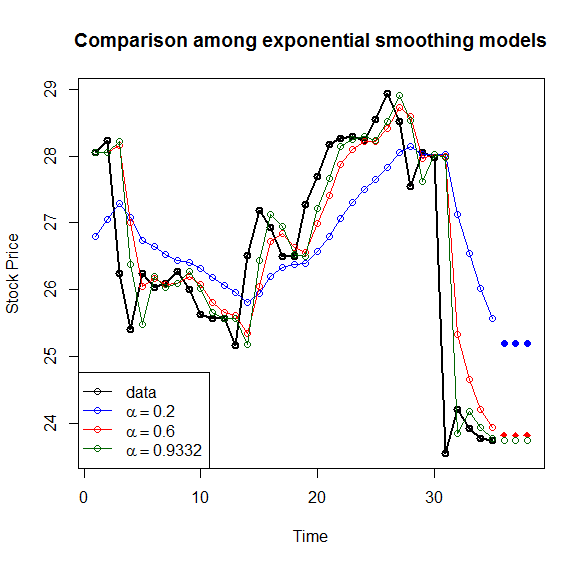 Comparison among exponential smoothing models
Stock Price
29
28
27
26
25
24
data
α = 0.2
α = 0.6
α = 0.9332
0 10 20 30
Time